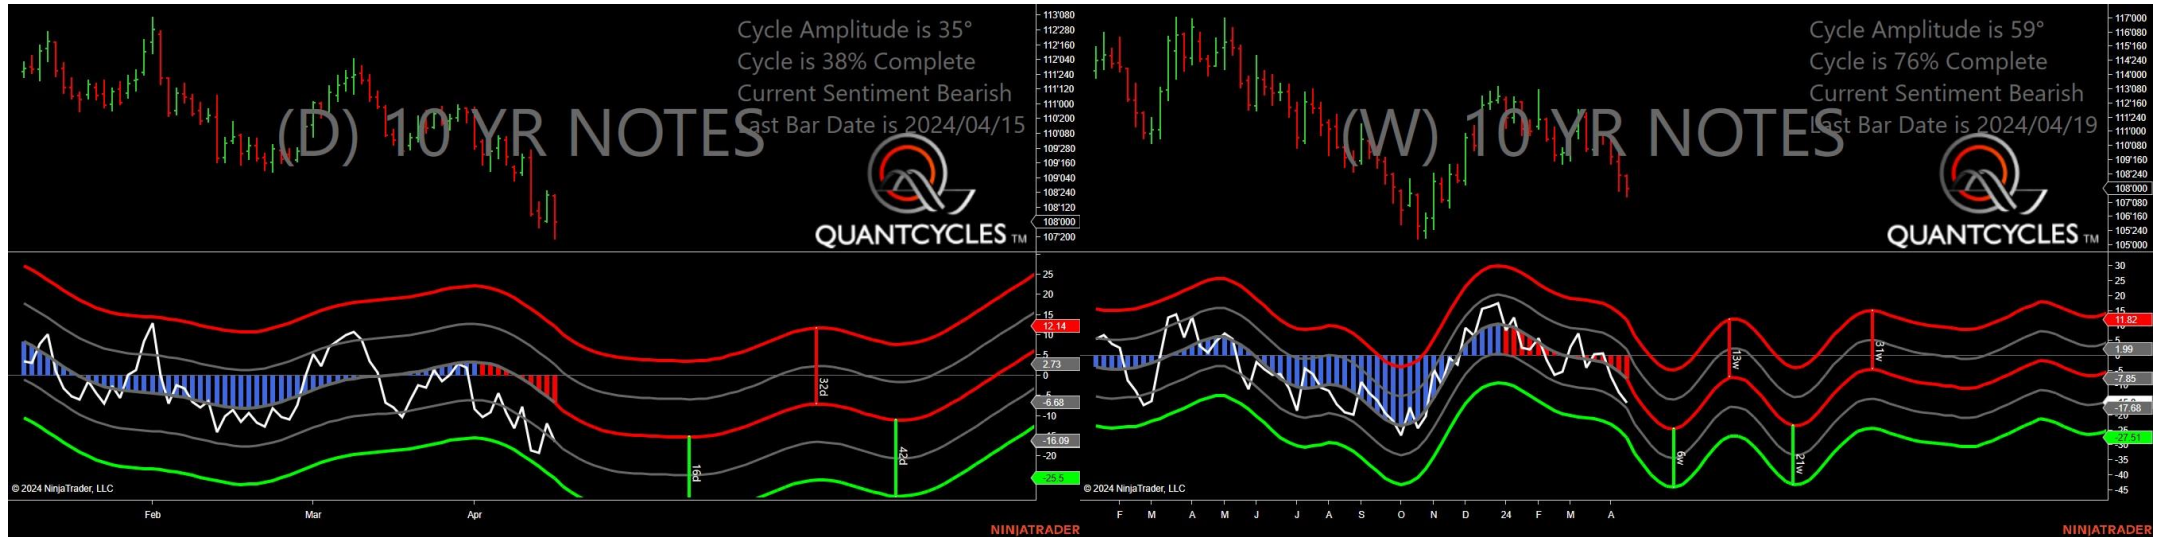 Cycle Amplitude is 35°
Cycle is 38% Complete
Current Sentiment Bearish
Last Bar Date is 2024/04/15
(D) 10 YR NOTES
QUANTCYCLES TM
113'080
112'280
112'160
112'040
111'240
111'120
111'000
110'200
110'080
109'280
109'160
109'040
108'240
108'120
108'000
107'200
25
20
15
12.14
10
5
2.73
0
-6.68
-10
-16.09
-20
-25.5
32d
16d
42d
© 2024 NinjaTrader, LLC
Feb Mar Apr
NINJATRADER
Cycle Amplitude is 59°
Cycle is 76% Complete
Current Sentiment Bearish
Last Bar Date is 2024/04/19
(W) 10 YR NOTES
QUANTCYCLES TM
117'000
116'080
115'160
114'240
114'000
113'080
112'160
111'240
111'000
110'080
109'160
108'240
108'000
107'080
106'160
105'240
105'000
30
25
20
15
11.82
1.99
-7.85
-17.68
-27.51
-35
-40
-45
13w
31w
6w
21w
© 2024 NinjaTrader, LLC
F M A M J J A S O N D 24 F M A
NINJATRADER